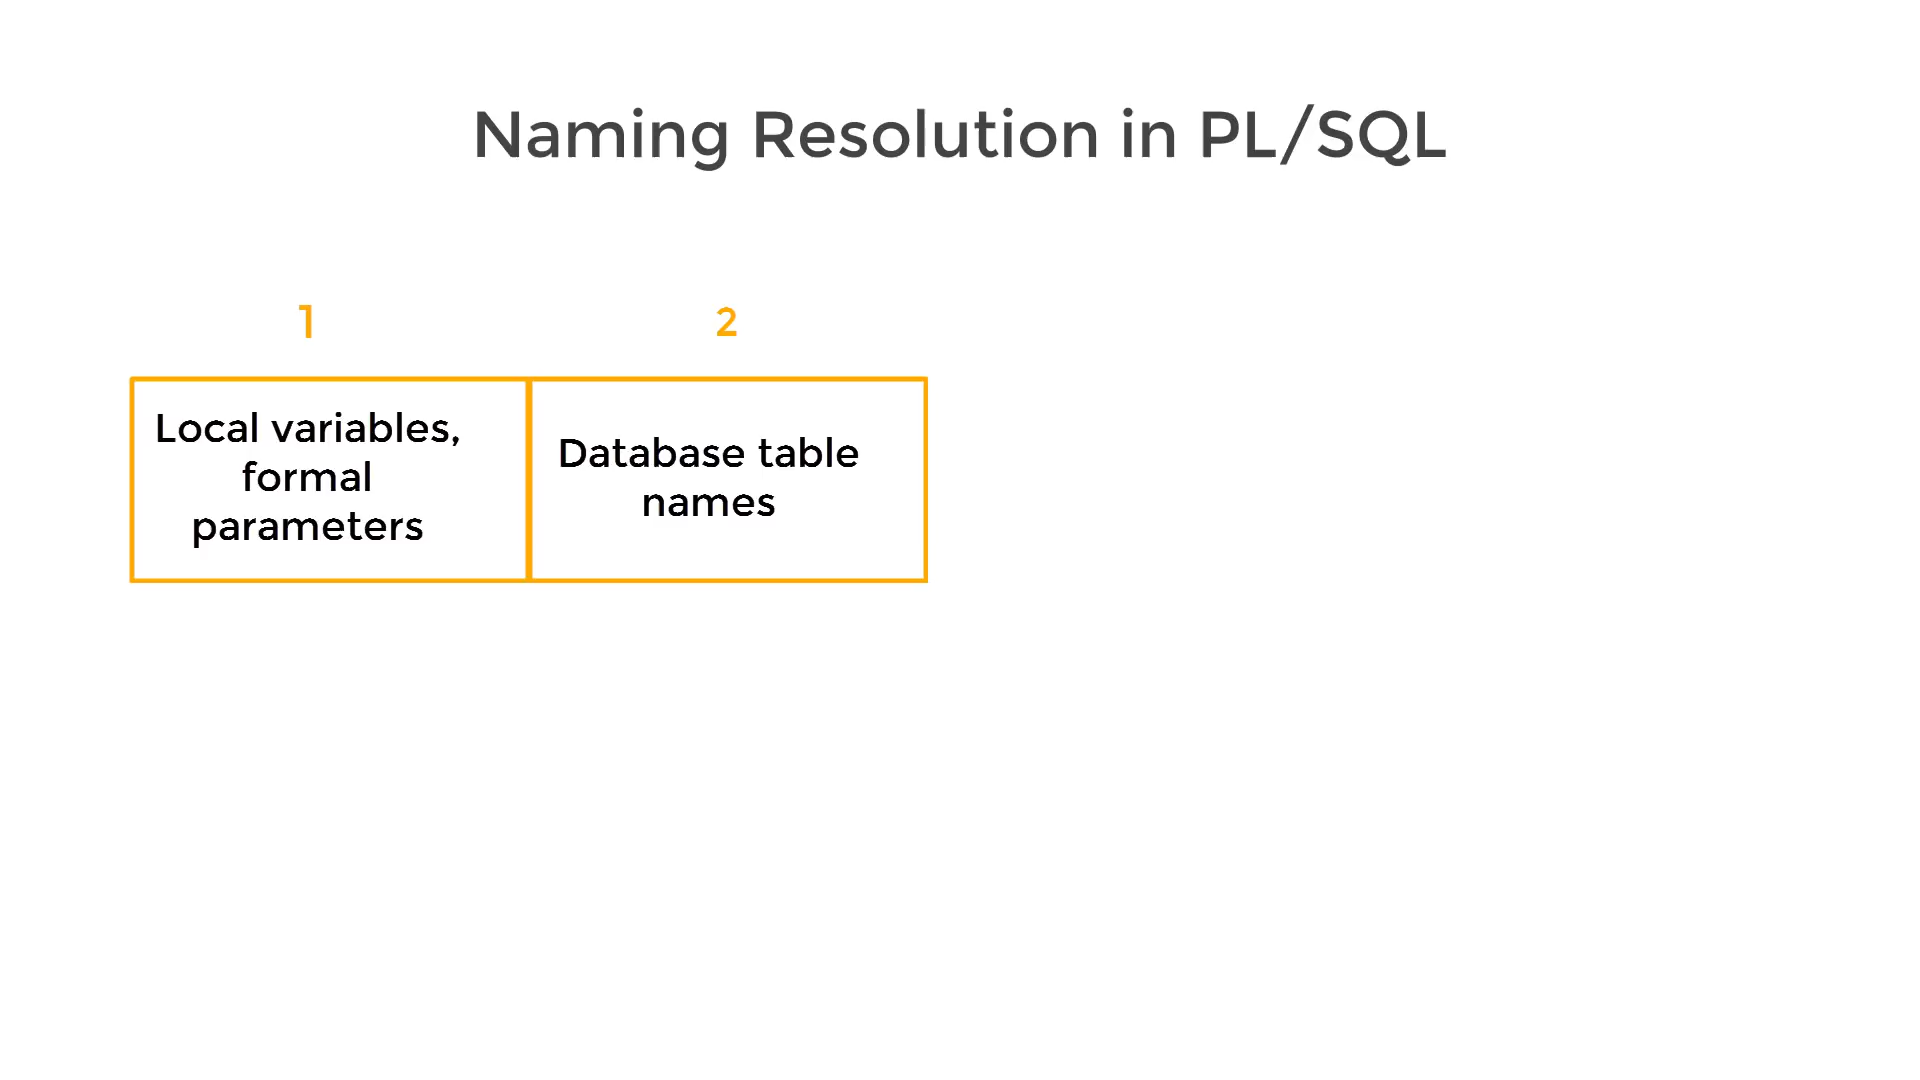 Naming Resolution in PL/SQL
1
2
Local variables,
formal
parameters
Database table
names